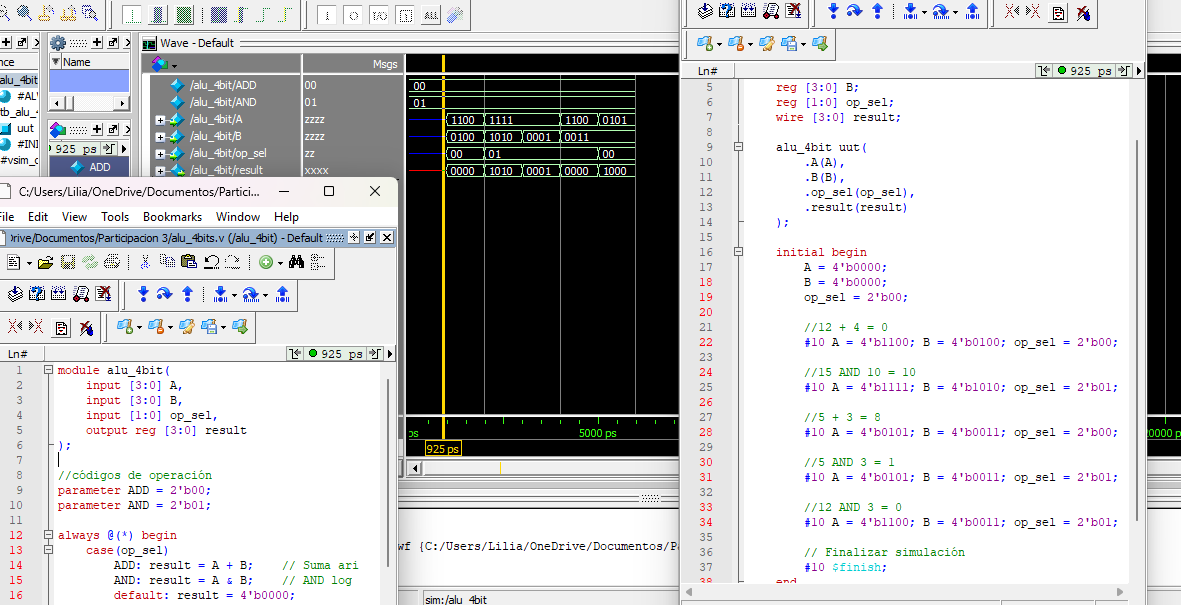 ALL
Wave - Default
nce
Name
Msgs
alu_4bit
#AL
tb_alu_
uut
#INI
#vsim_c
925 ps
ADD
/alu_4bit/ADD 00 00
/alu_4bit/AND 01 01
/alu_4bit/A zzzz 1100 1111 1100 0101
/alu_4bit/B zzzz 0100 1010 0001 0011
/alu_4bit/op_sel zz 00 01 00
/alu_4bit/result xxxx 0000 1010 0001 0000 1000
ps 5000 ps 20000 ps
925 ps
C:/Users/Lilia/OneDrive/Documentos/Partici...
File Edit View Tools Bookmarks Window Help
Drive/Documentos/Participacion 3/alu_4bits.v (/alu_4bit) - Default
Ln# 925 ps
1 module alu_4bit(
2 input [3:0] A,
3 input [3:0] B,
4 input [1:0] op_sel,
5 output reg [3:0] result
6 );
7
8 //códigos de operación
9 parameter ADD = 2'b00;
10 parameter AND = 2'b01;
11
12 always @(*) begin
13 case(op_sel)
14 ADD: result = A + B; // Suma ari
15 AND: result = A & B; // AND log
16 default: result = 4'b0000;
wf {C:/Users/Lilia/OneDrive/Documentos/Pa
sim:/alu_4bit
Ln# 925 ps
5 reg [3:0] B;
6 reg [1:0] op_sel;
7 wire [3:0] result;
8
9 alu_4bit uut(
10 .A(A),
11 .B(B),
12 .op_sel(op_sel),
13 .result(result)
14 );
15
16 initial begin
17 A = 4'b0000;
18 B = 4'b0000;
19 op_sel = 2'b00;
20
21 //12 + 4 = 0
22 #10 A = 4'b1100; B = 4'b0100; op_sel = 2'b00;
23
24 //15 AND 10 = 10
25 #10 A = 4'b1111; B = 4'b1010; op_sel = 2'b01;
26
27 //5 + 3 = 8
28 #10 A = 4'b0101; B = 4'b0011; op_sel = 2'b00;
29
30 //5 AND 3 = 1
31 #10 A = 4'b0101; B = 4'b0011; op_sel = 2'b01;
32
33 //12 AND 3 = 0
34 #10 A = 4'b1100; B = 4'b0011; op_sel = 2'b01;
35
36 // Finalizar simulación
37 #10 $finish;
38 end